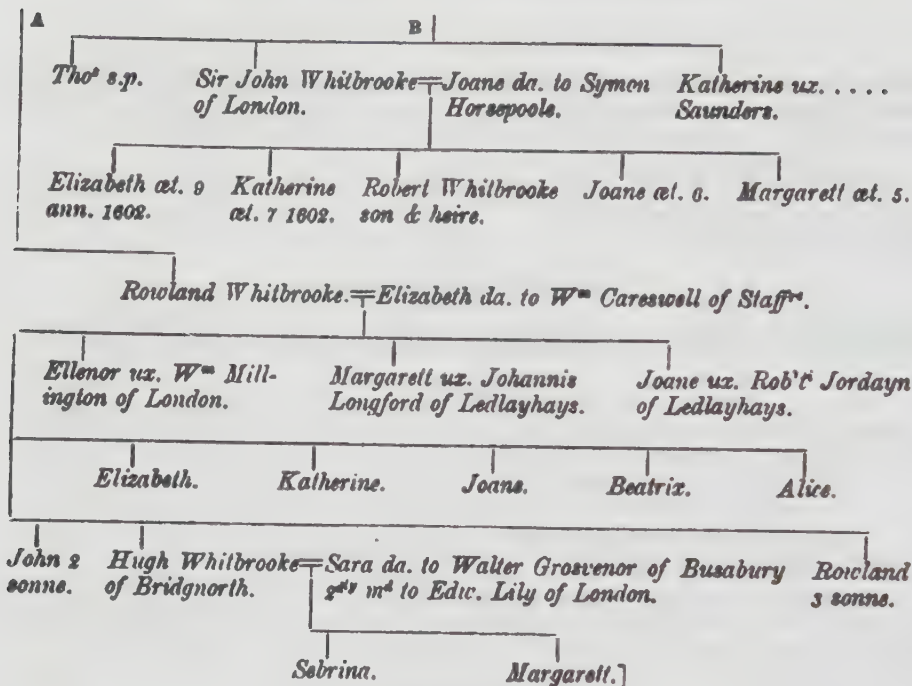 A
B
Thoˢ s.p. Sir John Whitbrooke = Joane da. to Symon Katherine ux. . . . . .
of London. Horsepoole. Saunders.
Elizabeth æt. 9 Katherine Robert Whitbrooke Joane æt. 6. Margarett æt. 5.
ann. 1602. æt. 7 1602. son & heire.
Rowland Whitbrooke. = Elizabeth da. to Wᵐ Careswell of Staffʳᵉ.
Ellenor ux. Wᵐ Mill- Margarett ux. Johannis Joane ux. Rob'tⁱ Jordayn
ington of London. Longford of Ledlayhays. of Ledlayhays.
Elizabeth. Katherine. Joane. Beatrix. Alice.
John 2 Hugh Whitbrooke = Sara da. to Walter Grosvenor of Busabury Rowland
sonne. of Bridgnorth. 2ᵈˡʸ mᵈ to Edw. Lily of London. 3 sonne.
Sebrina. Margarett.]